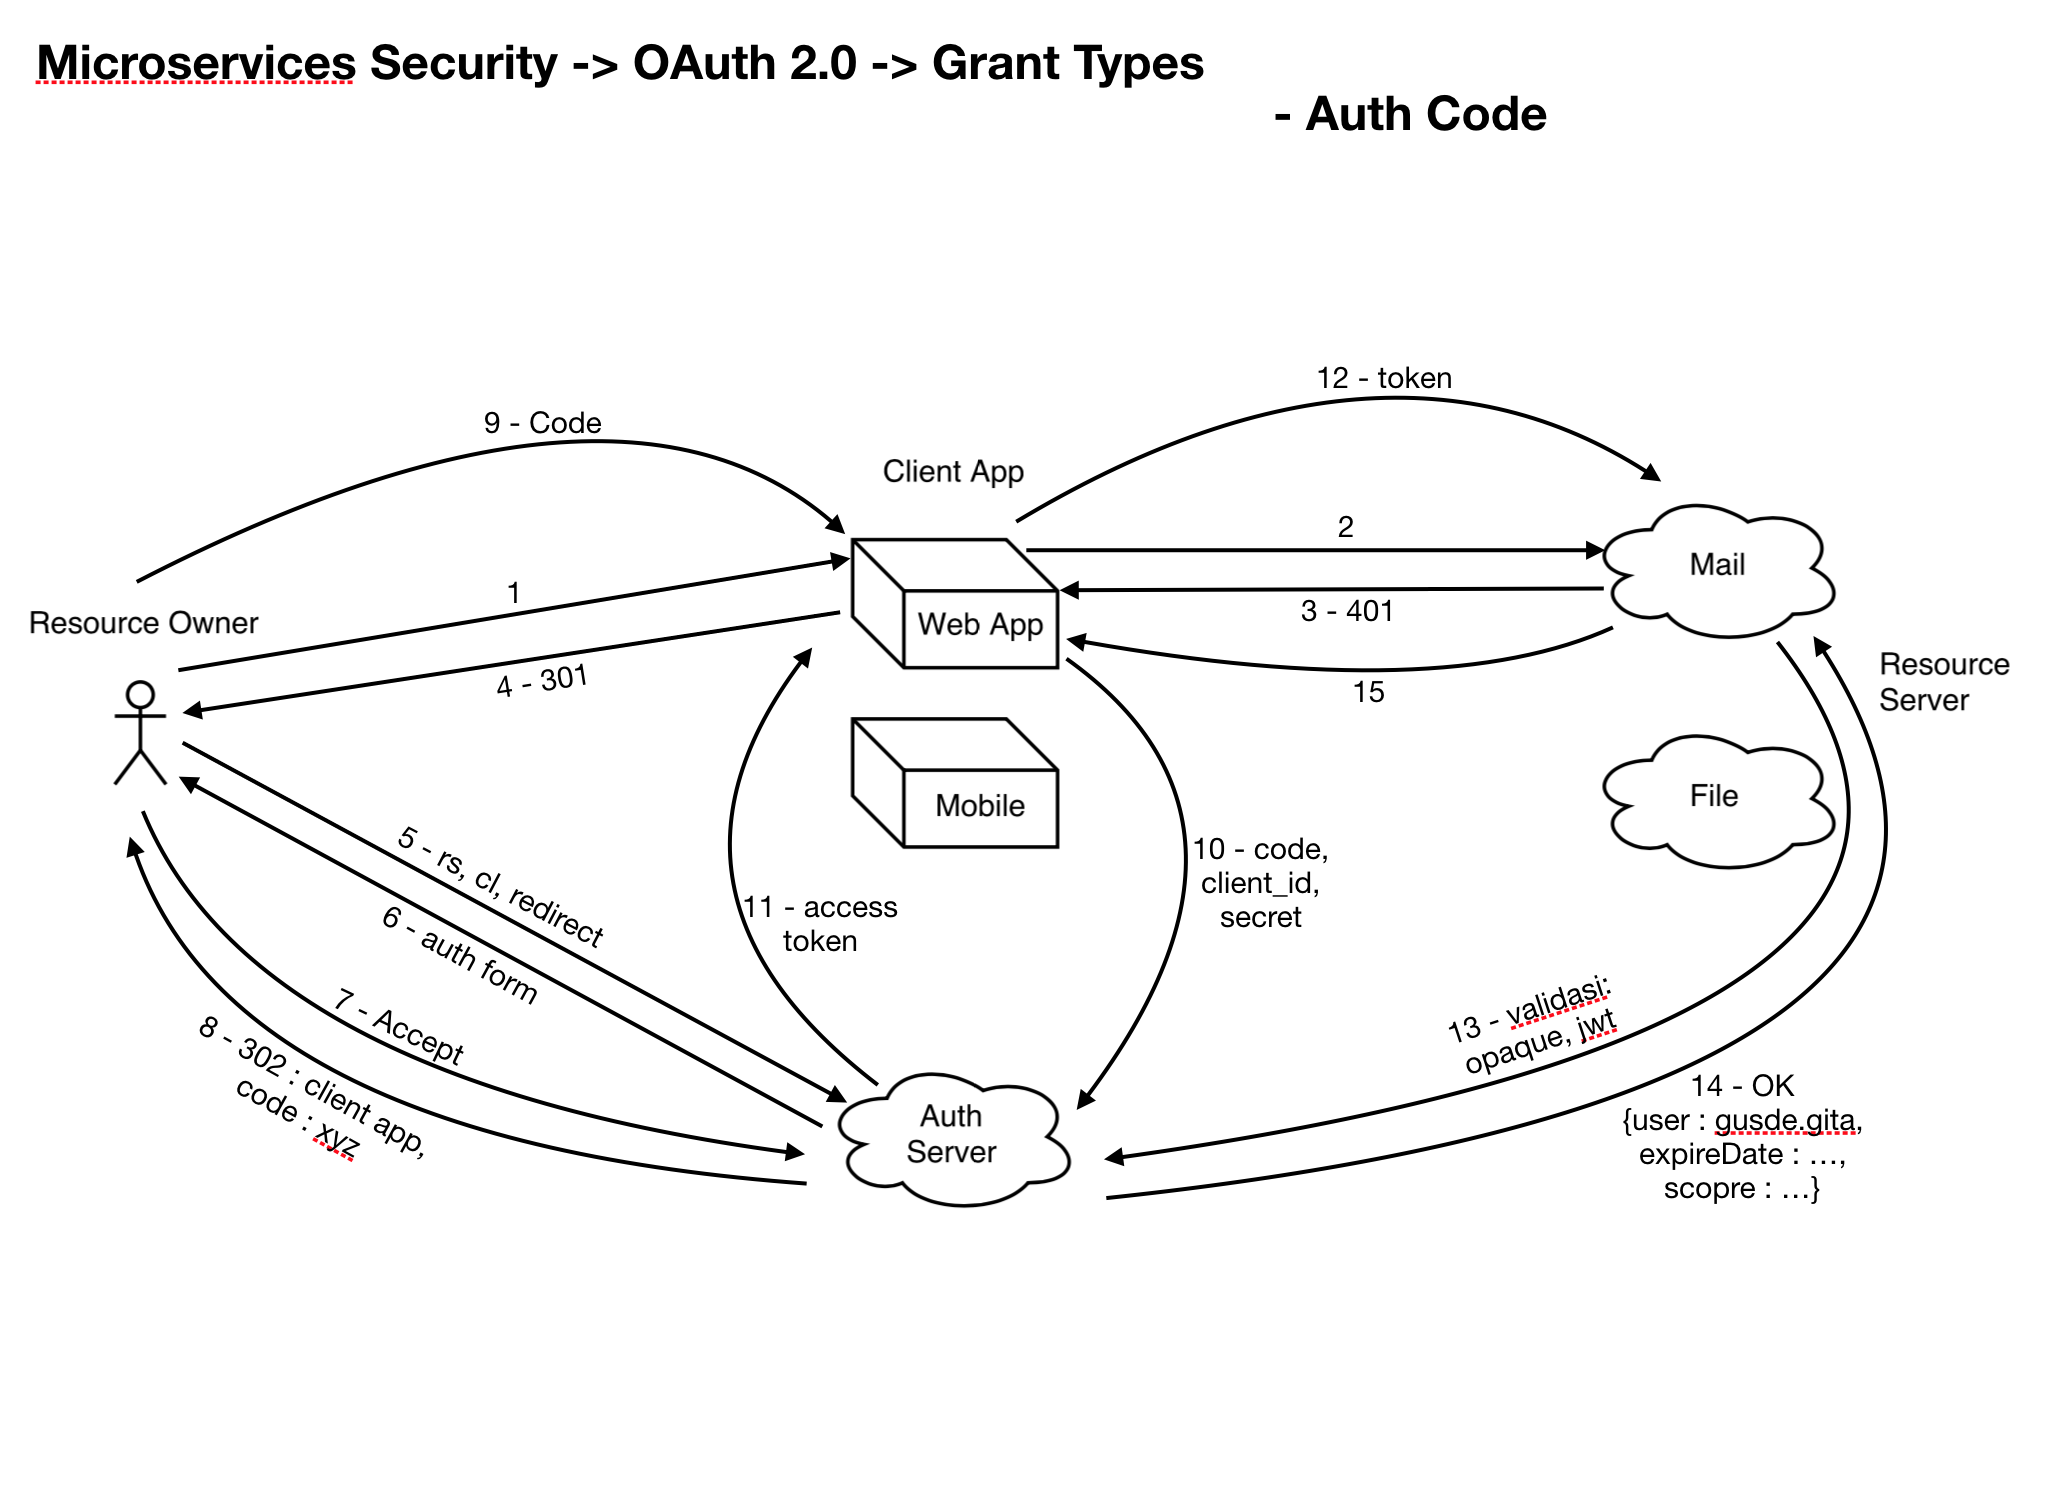 Microservices Security -> OAuth 2.0 -> Grant Types
- Auth Code
12 - token
9 - Code
Client App
2
Mail
1
3 - 401
Resource Owner
Web App
4 - 301
15
Resource
Server
Mobile
File
5 - rs, cl, redirect
10 - code,
client_id,
secret
6 - auth form
11 - access
token
7 - Accept
8 - 302 : client app,
code : xyz
13 - validasi:
opaque, jwt
Auth
Server
14 - OK
{user : gusde.gita,
expireDate : …,
scopre : …}